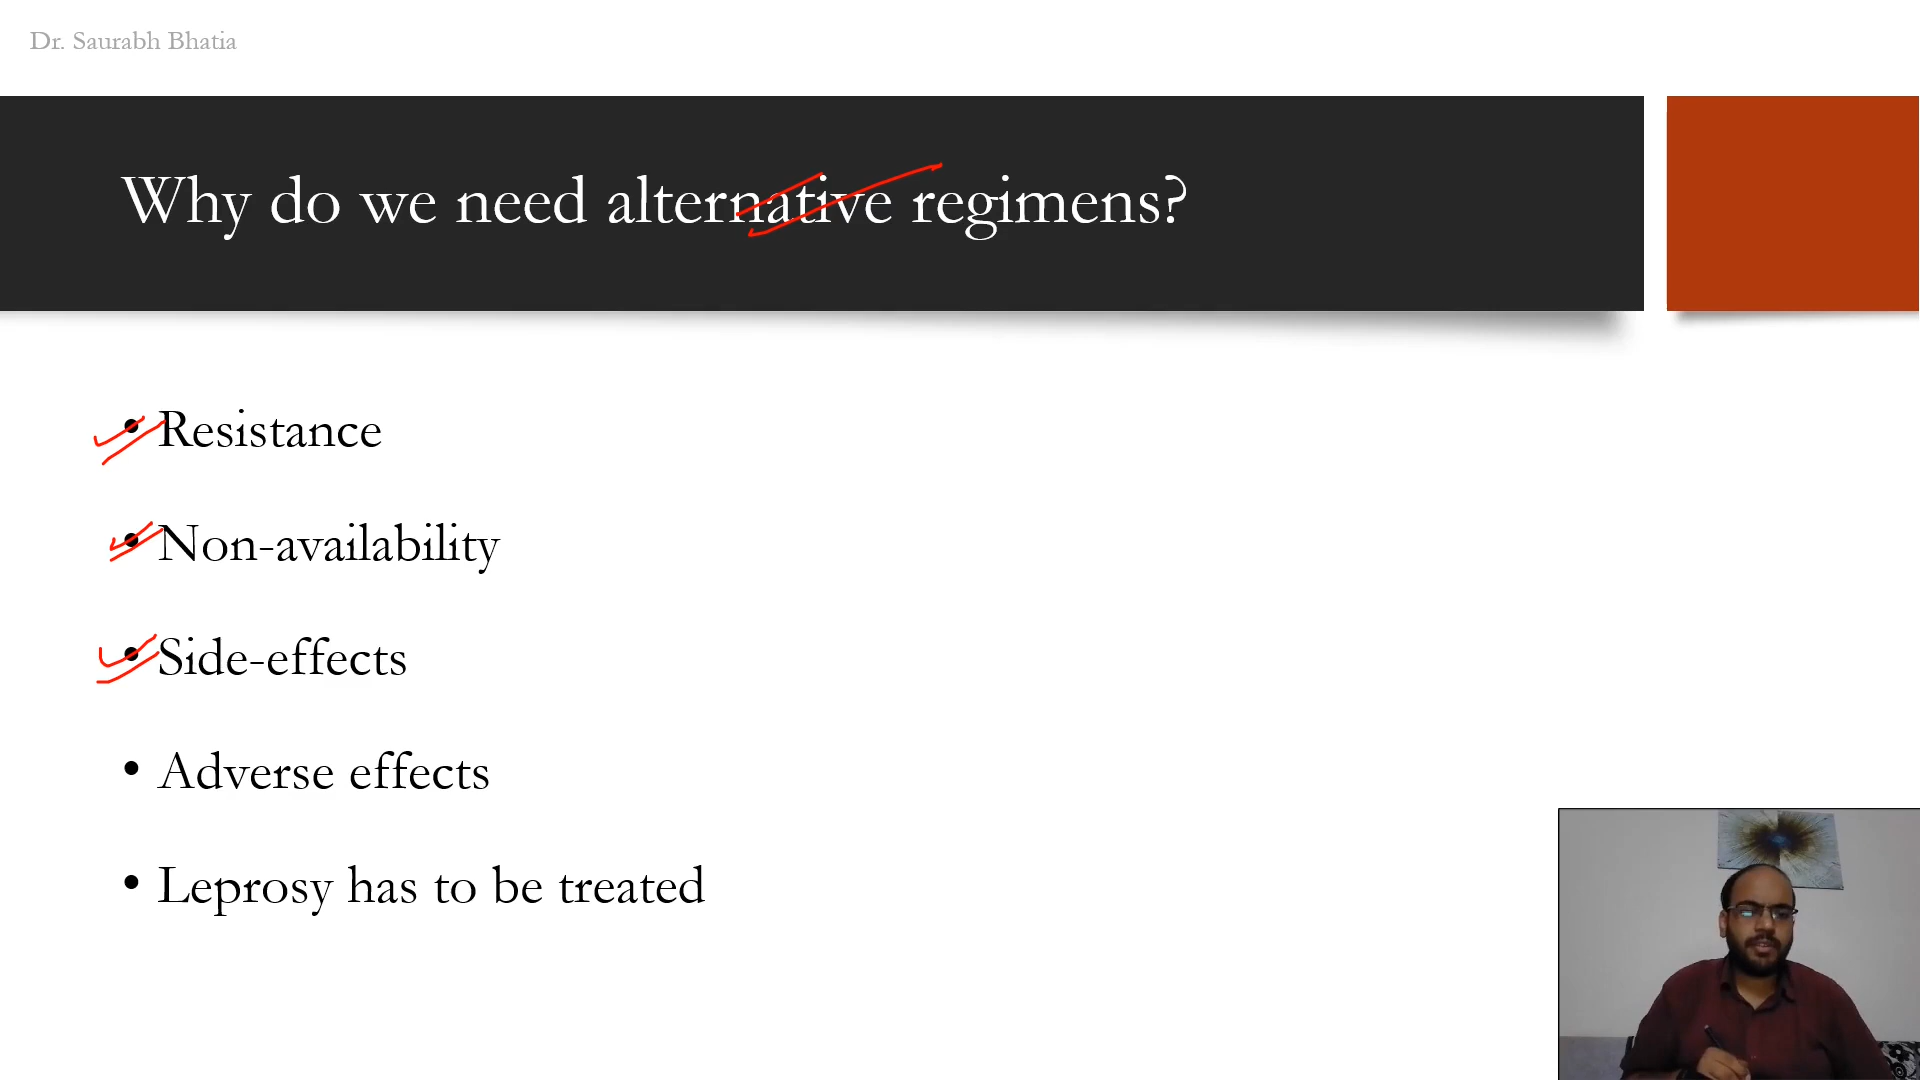 Dr. Saurabh Bhatia
Why do we need alternative regimens?
• Resistance
• Non-availability
• Side-effects
• Adverse effects
• Leprosy has to be treated